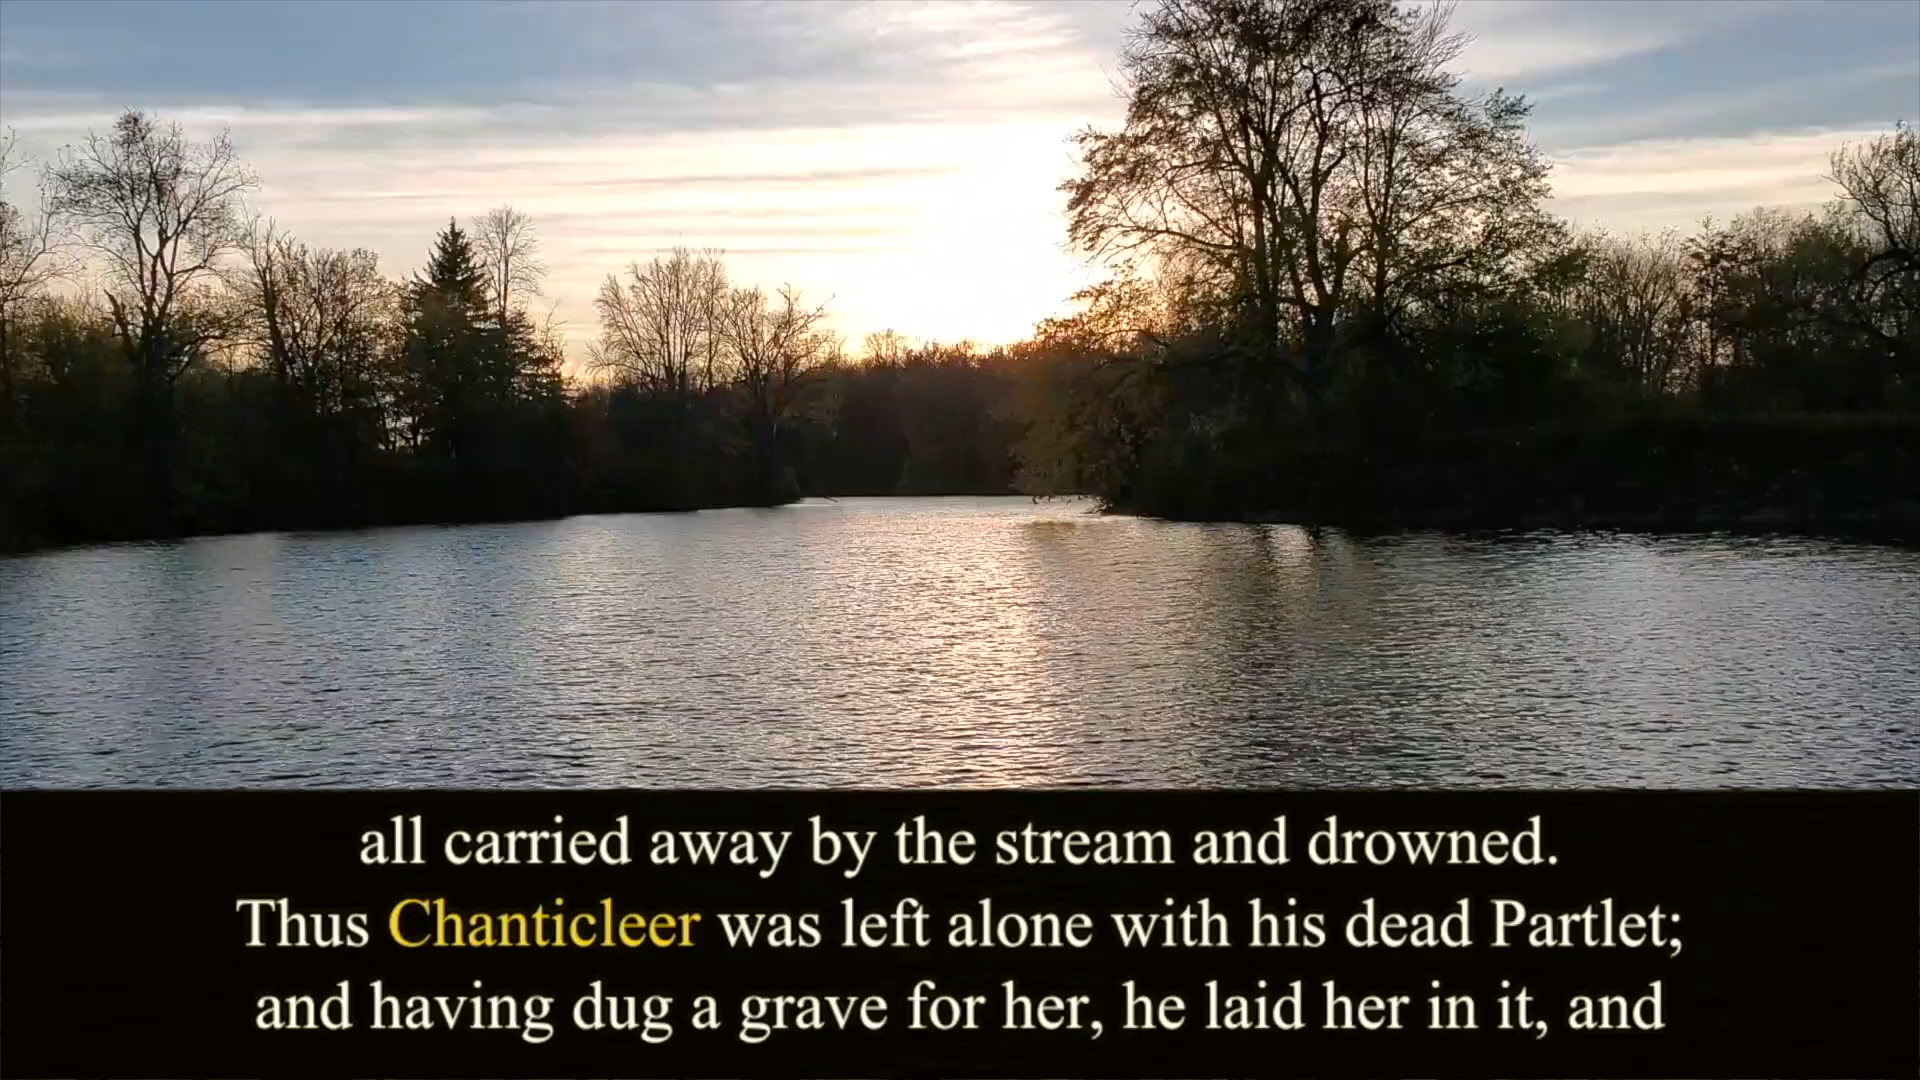 all carried away by the stream and drowned.
Thus Chanticleer was left alone with his dead Partlet;
and having dug a grave for her, he laid her in it, and